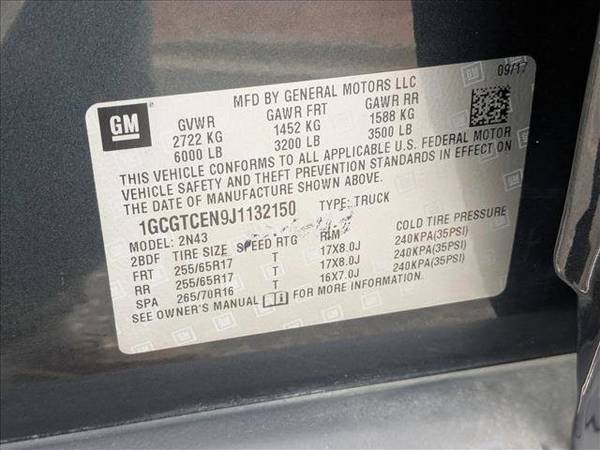 GM
09/17
MFD BY GENERAL MOTORS LLC
GVWR GAWR FRT GAWR RR
2722 KG 1452 KG 1588 KG
6000 LB 3200 LB 3500 LB
THIS VEHICLE CONFORMS TO ALL APPLICABLE U.S. FEDERAL MOTOR
VEHICLE SAFETY AND THEFT PREVENTION STANDARDS IN EFFECT ON
THE DATE OF MANUFACTURE SHOWN ABOVE.
1GCGTCEN9J1132150 TYPE: TRUCK
MODEL: 2N43
2BDF TIRE SIZE SPEED RTG RIM COLD TIRE PRESSURE
FRT 255/65R17 T 17X8.0J 240KPA(35PSI)
RR 255/65R17 T 17X8.0J 240KPA(35PSI)
SPA 265/70R16 T 16X7.0J 240KPA(35PSI)
SEE OWNER'S MANUAL FOR MORE INFORMATION.